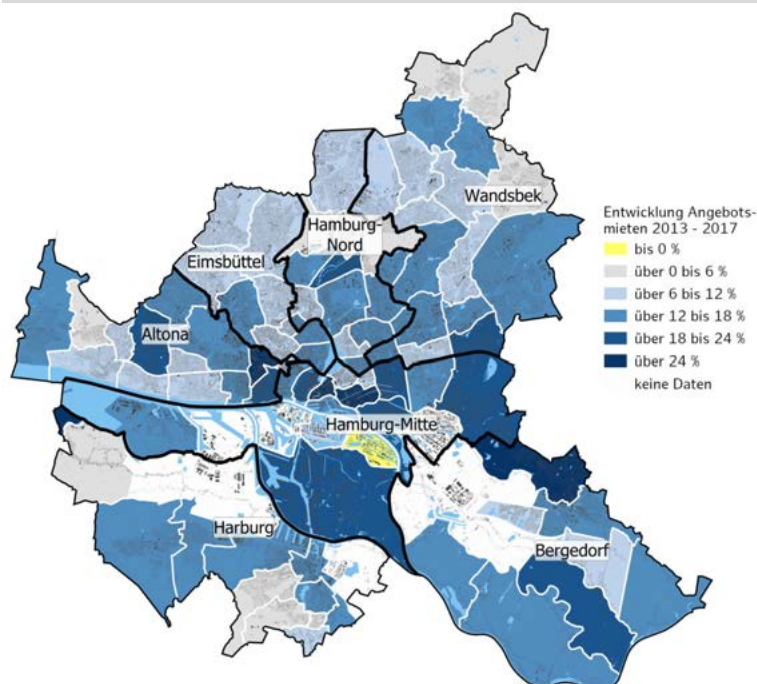 Wandsbek
Hamburg-
Nord
Eimsbüttel
Altona
Hamburg-Mitte
Harburg
Bergedorf
Entwicklung Angebots-
mieten 2013 - 2017
bis 0 %
über 0 bis 6 %
über 6 bis 12 %
über 12 bis 18 %
über 18 bis 24 %
über 24 %
keine Daten